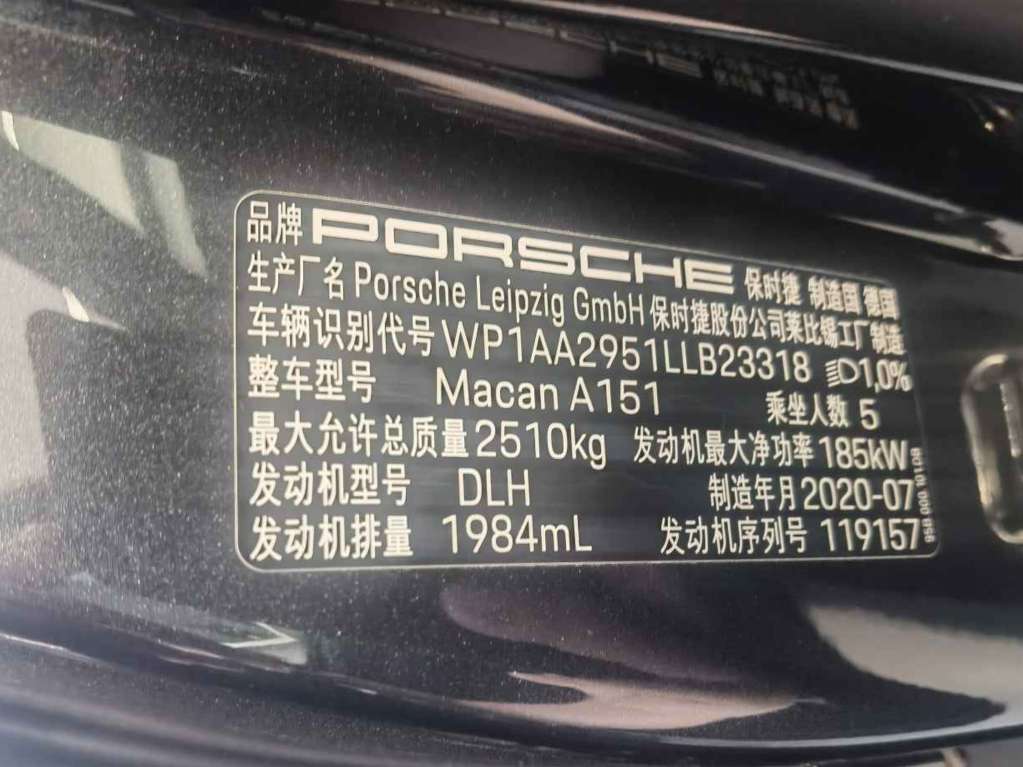 品牌 PORSCHE 保时捷 制造国 德国
生产厂名 Porsche Leipzig GmbH 保时捷股份公司莱比锡工厂制造
车辆识别代号 WP1AA2951LLB23318 1,0%
整车型号 Macan A151 乘坐人数 5
最大允许总质量 2510kg 发动机最大净功率 185kW
发动机型号 DLH 制造年月 2020-07
发动机排量 1984mL 发动机序列号 119157
95B 000 101 08